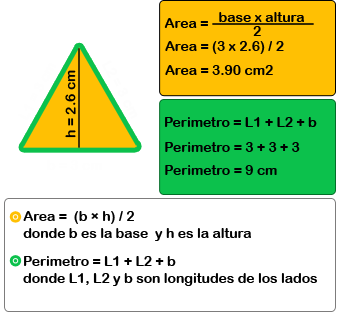 h = 2.6 cm
Area = base x altura
2
Area = (3 x 2.6) / 2
Area = 3.90 cm2
Perimetro = L1 + L2 + b
Perimetro = 3 + 3 + 3
Perimetro = 9 cm
Area = (b × h) / 2
donde b es la base y h es la altura
Perimetro = L1 + L2 + b
donde L1, L2 y b son longitudes de los lados